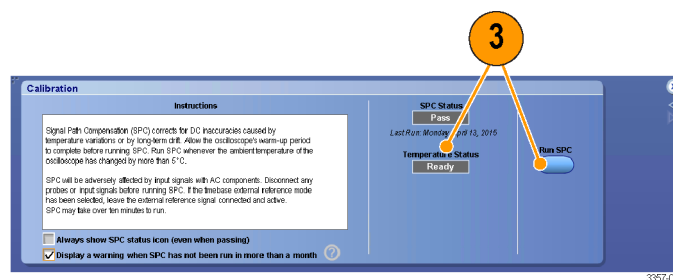 3
Calibration
Instructions
SPC Status
Pass
Signal Path Compensation (SPC) corrects for DC inaccuracies caused by
temperature variations or by long-term drift. Allow the oscilloscope's warm-up period
to complete before running SPC. Run SPC whenever the ambient temperature of the
oscilloscope has changed by more than 5°C.
Last Run: Monday, April 13, 2015
Temperature Status
Ready
Run SPC
SPC will be adversely affected by input signals with AC components. Disconnect any
probes or input signals before running SPC. If the timebase external reference mode
has been selected, leave the external reference signal connected and active.
SPC may take over ten minutes to run.
Always show SPC status icon (even when passing)
Display a warning when SPC has not been run in more than a month
?